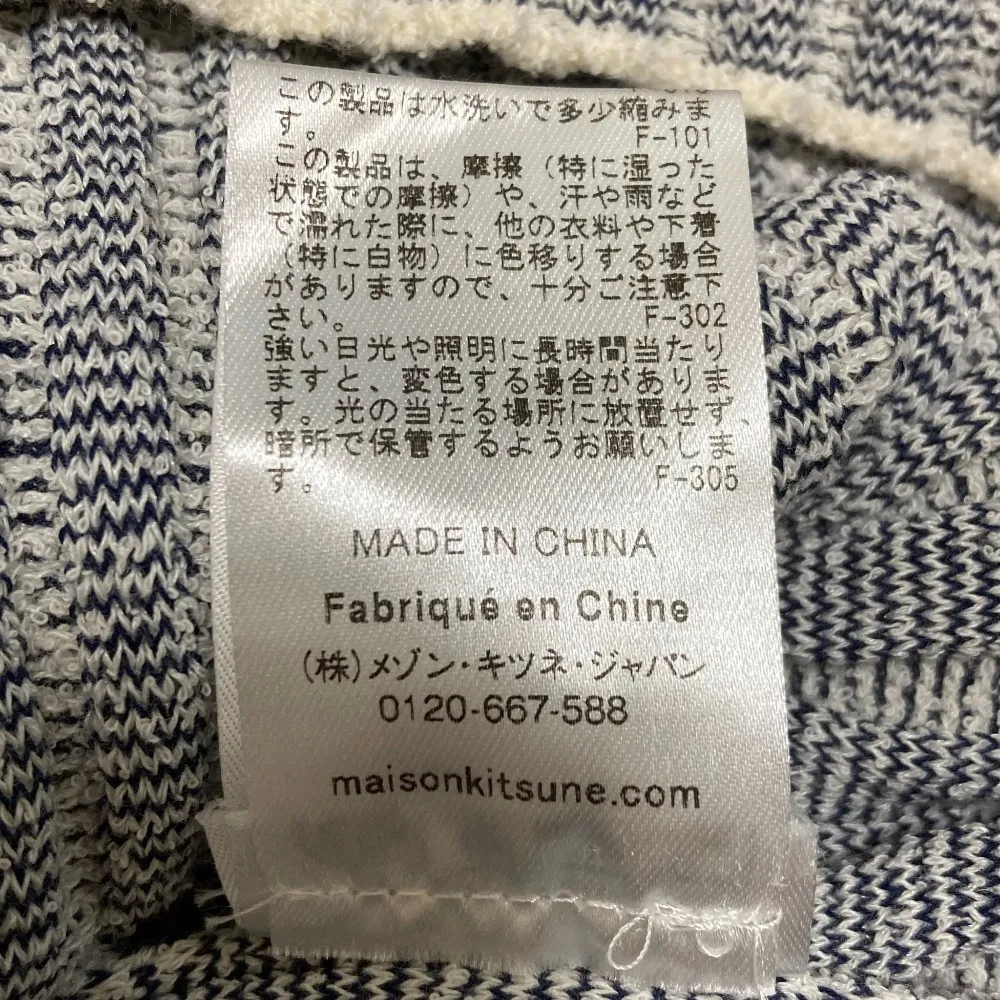 この製品は水洗いで多少縮みま
す。 F-101
この製品は、摩擦（特に湿った
状態での摩擦）や、汗や雨など
で濡れた際に、他の衣料や下着
（特に白物）に色移りする場合
がありますので、十分ご注意下
さい。 F-302
強い日光や照明に長時間当たり
ますと、変色する場合がありま
す。光の当たる場所に放置せず、
暗所で保管するようお願いしま
す。 F-305
MADE IN CHINA
Fabriqué en Chine
（株）メゾン・キツネ・ジャパン
0120-667-588
maisonkitsune.com